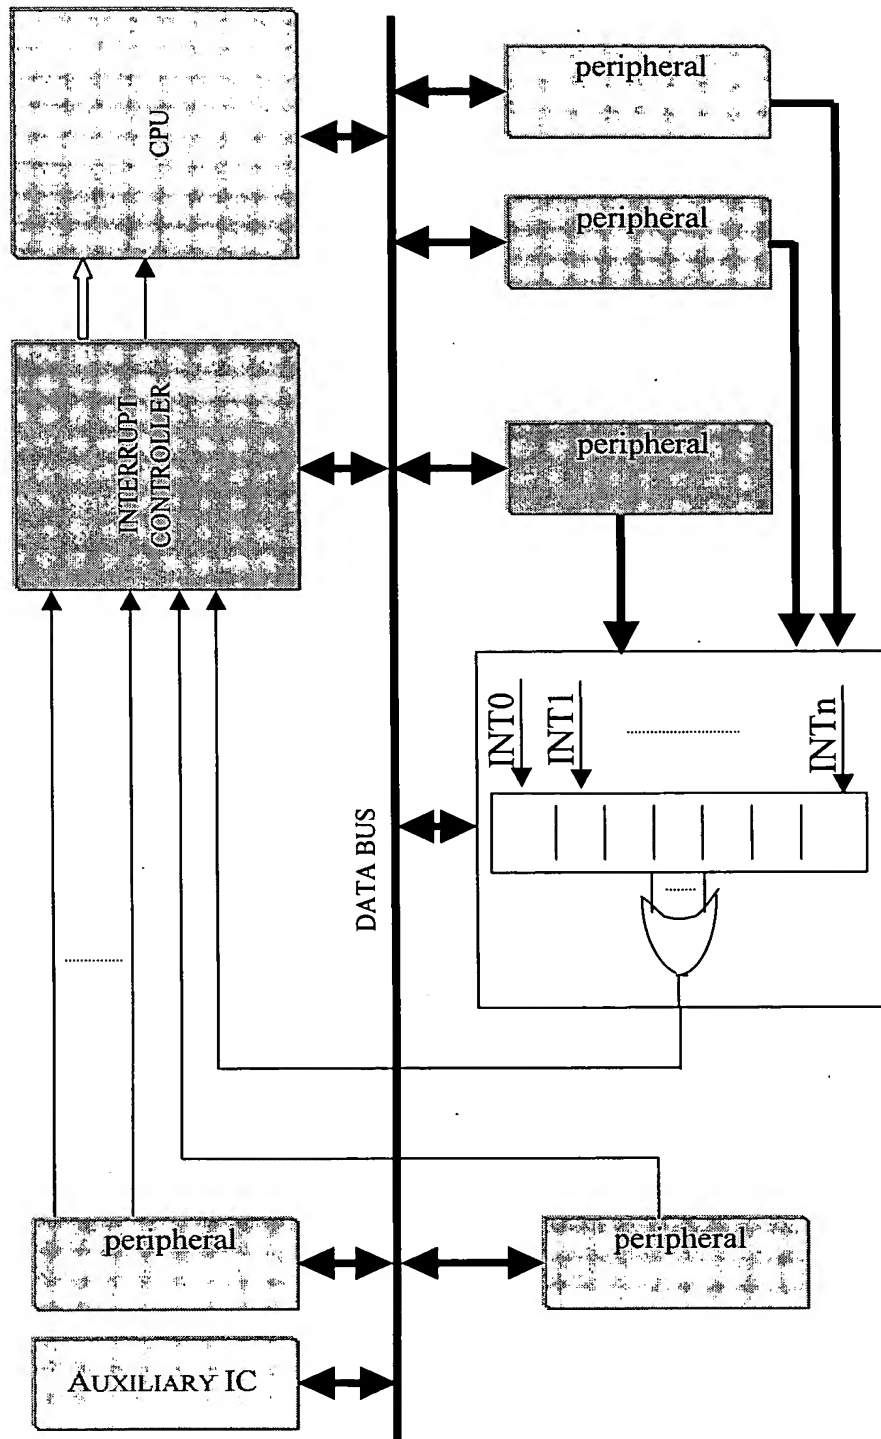 peripheral
CPU
peripheral
INTERRUPT
CONTROLLER
peripheral
INT0
INT1
INTn
DATA BUS
peripheral
peripheral
AUXILIARY IC